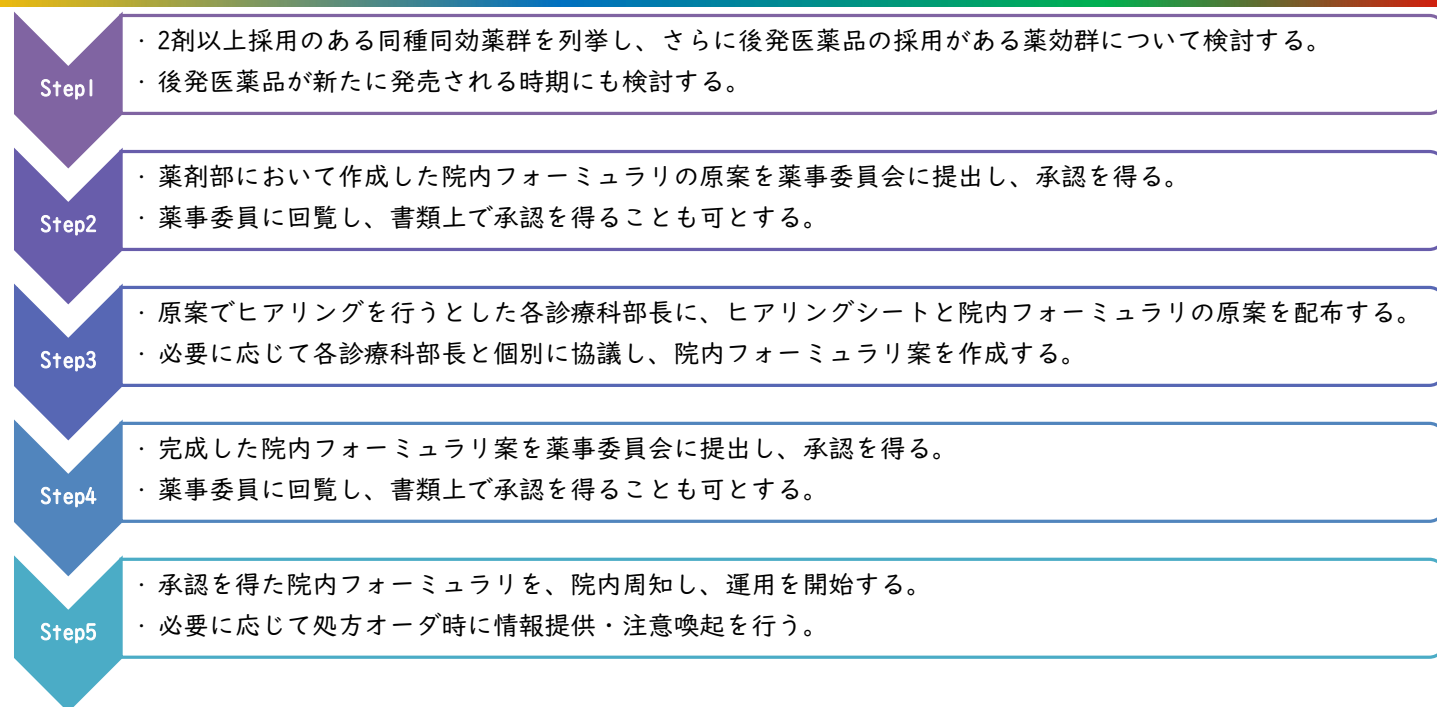 Step1
· 2剤以上採用のある同種同効薬群を列挙し、さらに後発医薬品の採用がある薬効群について検討する。
· 後発医薬品が新たに発売される時期にも検討する。
Step2
· 薬剤部において作成した院内フォーミュラリの原案を薬事委員会に提出し、承認を得る。
· 薬事委員に回覧し、書類上で承認を得ることも可とする。
Step3
· 原案でヒアリングを行うとした各診療科部長に、ヒアリングシートと院内フォーミュラリの原案を配布する。
· 必要に応じて各診療科部長と個別に協議し、院内フォーミュラリ案を作成する。
Step4
· 完成した院内フォーミュラリ案を薬事委員会に提出し、承認を得る。
· 薬事委員に回覧し、書類上で承認を得ることも可とする。
Step5
· 承認を得た院内フォーミュラリを、院内周知し、運用を開始する。
· 必要に応じて処方オーダ時に情報提供・注意喚起を行う。